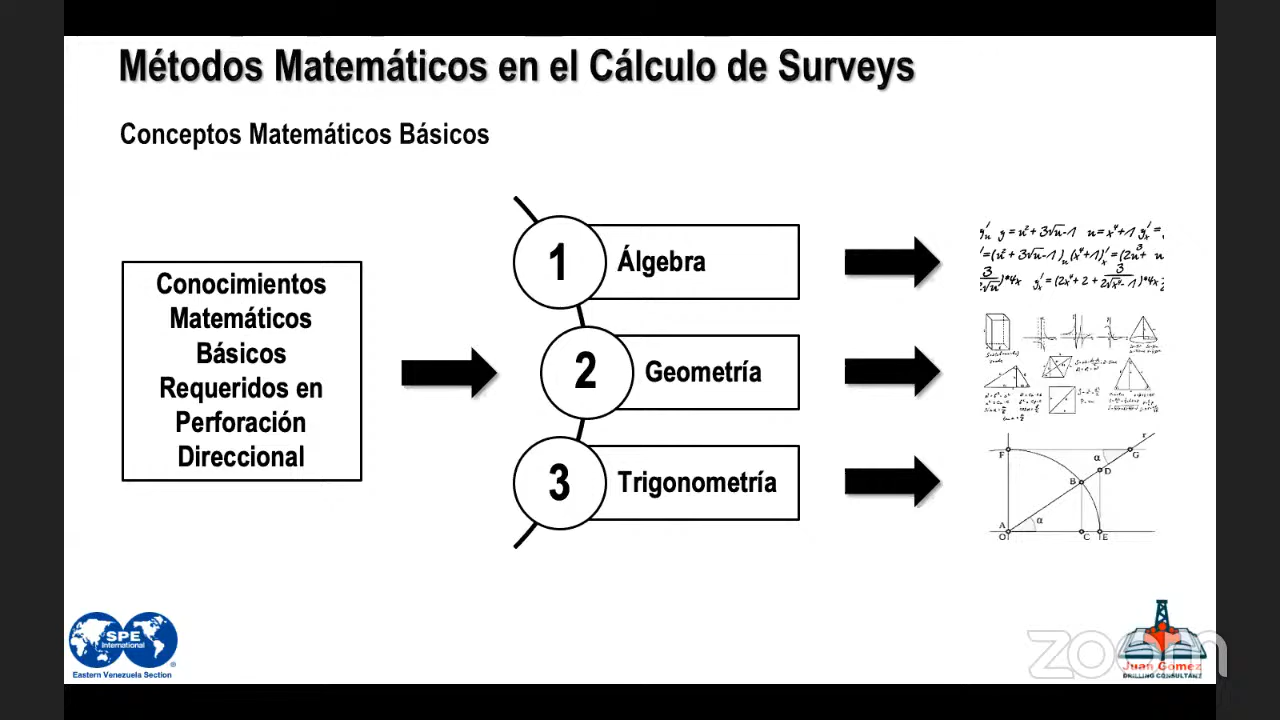 Métodos Matemáticos en el Cálculo de Surveys
Conceptos Matemáticos Básicos
Conocimientos
Matemáticos
Básicos
Requeridos en
Perforación
Direccional
1
Álgebra
2
Geometría
3
Trigonometría
F
r
α
G
B
D
A
α
O
C
E
SPE
International
Eastern Venezuela Section
zoom
Juan Gomez
DRILLING CONSULTANT